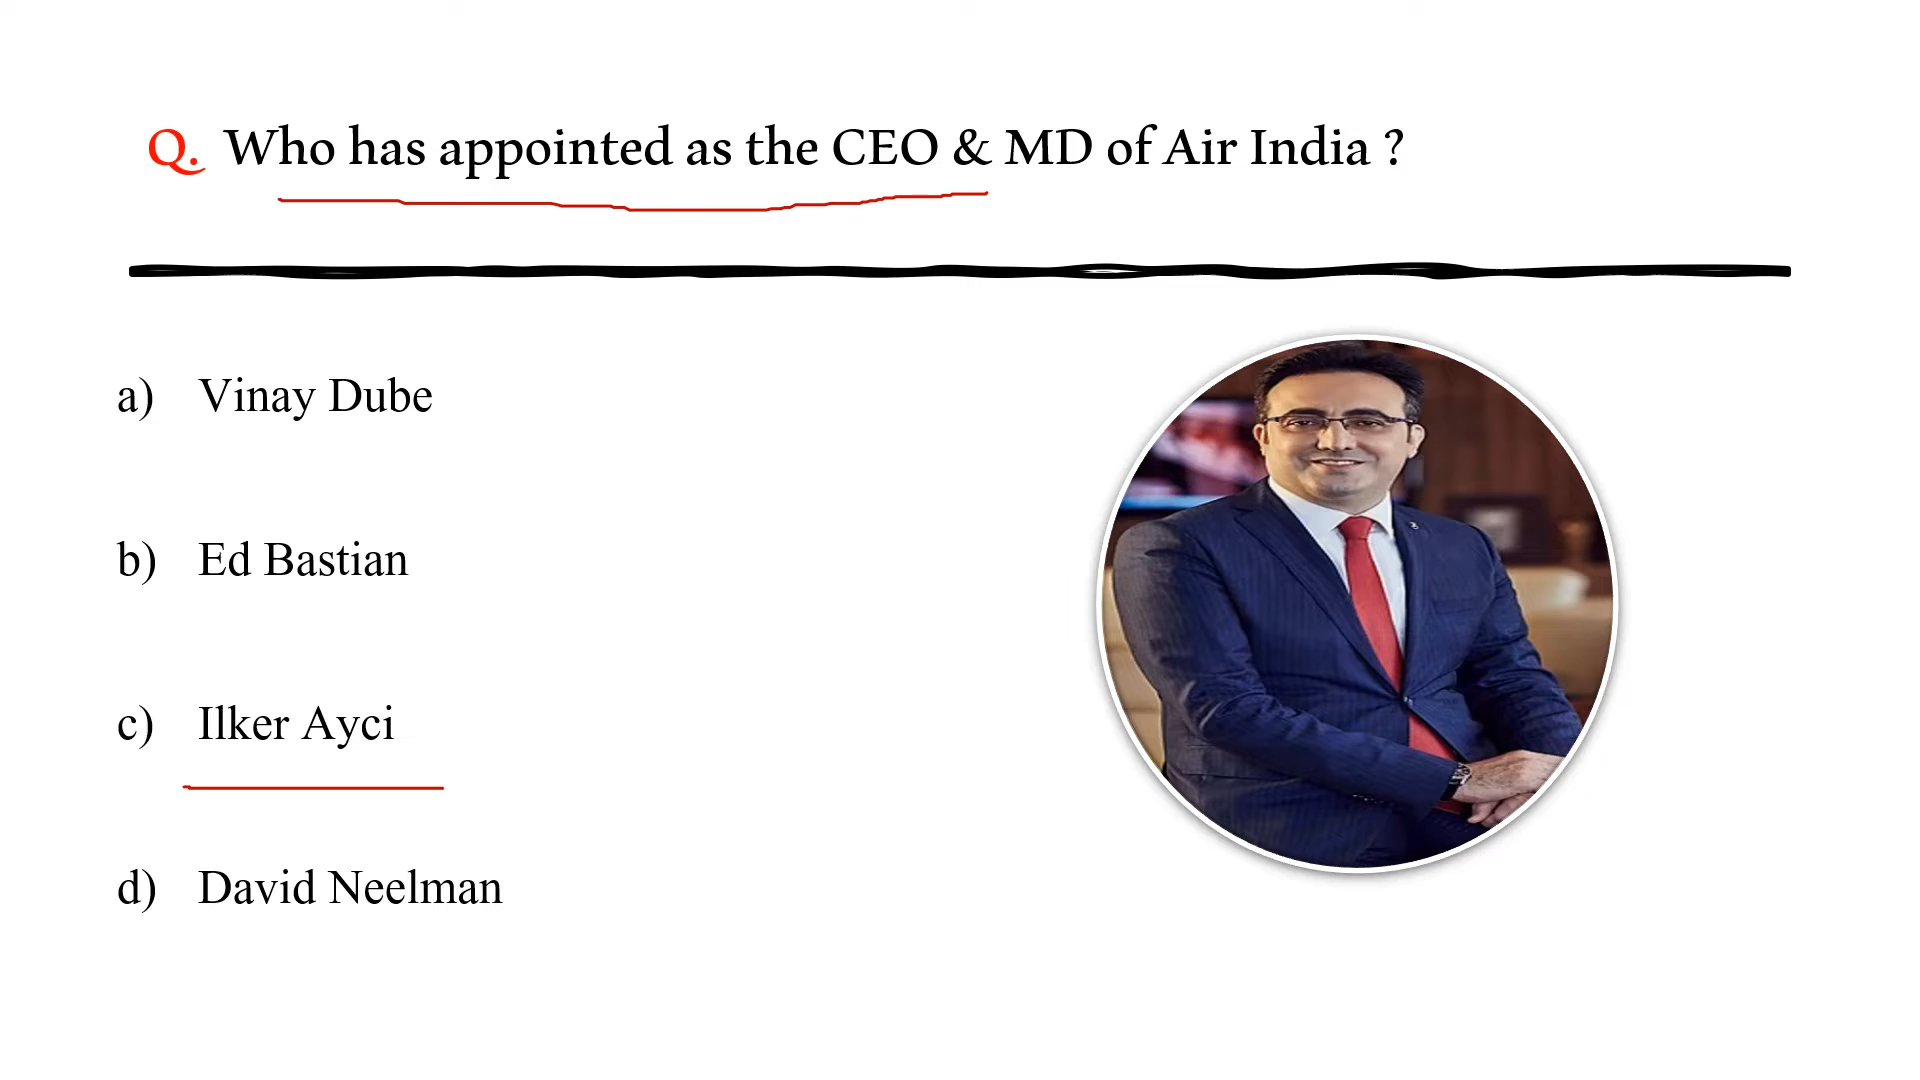 Q. Who has appointed as the CEO & MD of Air India ?
a) Vinay Dube
b) Ed Bastian
c) Ilker Ayci
d) David Neelman